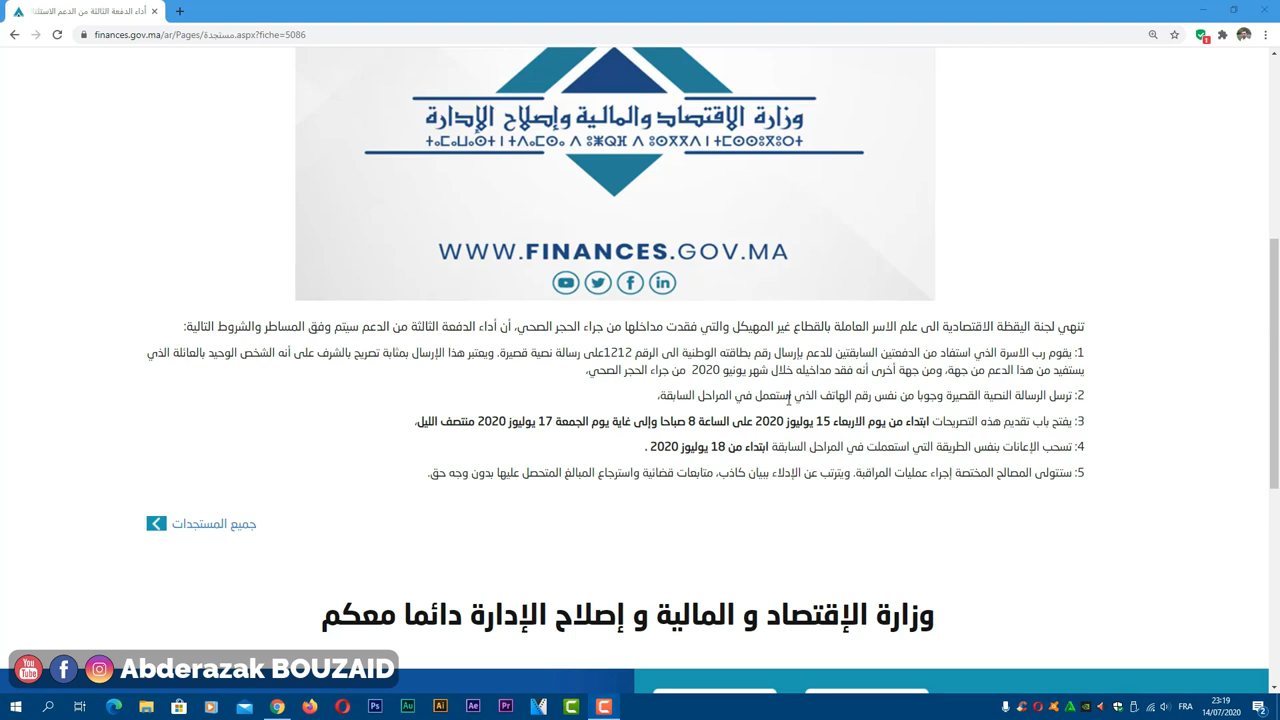 أداء الدفعة الثالثة من الدعم الاستثنا
finances.gov.ma/ar/Pages/مستجدة.aspx?fiche=5086
وزارة الاقتصاد والمالية وإصلاح الإدارة
WWW.FINANCES.GOV.MA
تنهي لجنة اليقظة الاقتصادية الى علم الاسر العاملة بالقطاع غير المهيكل والتي فقدت مداخلها من جراء الحجر الصحي، أن أداء الدفعة الثالثة من الدعم سيتم وفق المساطر والشروط التالية:
1: يقوم رب الاسرة الذي استفاد من الدفعتين السابقتين للدعم بإرسال رقم بطاقته الوطنية الى الرقم 1212على رسالة نصية قصيرة. ويعتبر هذا الإرسال بمثابة تصريح بالشرف على أنه الشخص الوحيد بالعائلة الذي
يستفيد من هذا الدعم من جهة، ومن جهة أخرى أنه فقد مداخيله خلال شهر يونيو 2020 من جراء الحجر الصحي،
2: ترسل الرسالة النصية القصيرة وجوبا من نفس رقم الهاتف الذي إستعمل في المراحل السابقة،
3: يفتح باب تقديم هذه التصريحات ابتداء من يوم الاربعاء 15 يوليوز 2020 على الساعة 8 صباحا وإلى غاية يوم الجمعة 17 يوليوز 2020 منتصف الليل،
4: تسحب الإعانات بنفس الطريقة التي استعملت في المراحل السابقة ابتداء من 18 يوليوز 2020 .
5: ستتولى المصالح المختصة إجراء عمليات المراقبة. ويترتب عن الإدلاء ببيان كاذب، متابعات قضائية واسترجاع المبالغ المتحصل عليها بدون وجه حق.
جميع المستجدات
وزارة الإقتصاد و المالية و إصلاح الإدارة دائما معكم
You Tube Abderazak BOUZAID
FRA
23:19
14/07/2020